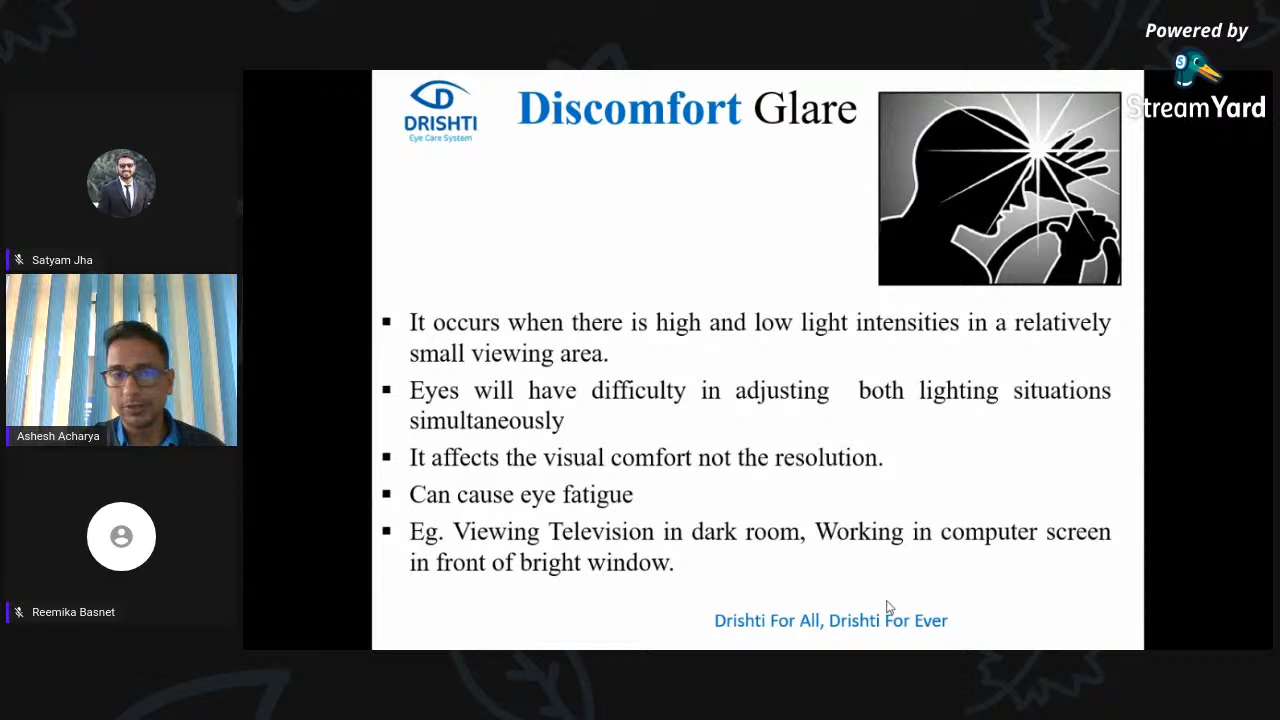 Powered by
StreamYard
DRISHTI
Eye Care System
Discomfort Glare
Satyam Jha
Ashesh Acharya
Reemika Basnet
▪ It occurs when there is high and low light intensities in a relatively
small viewing area.
▪ Eyes will have difficulty in adjusting both lighting situations
simultaneously
▪ It affects the visual comfort not the resolution.
▪ Can cause eye fatigue
▪ Eg. Viewing Television in dark room, Working in computer screen
in front of bright window.
Drishti For All, Drishti For Ever